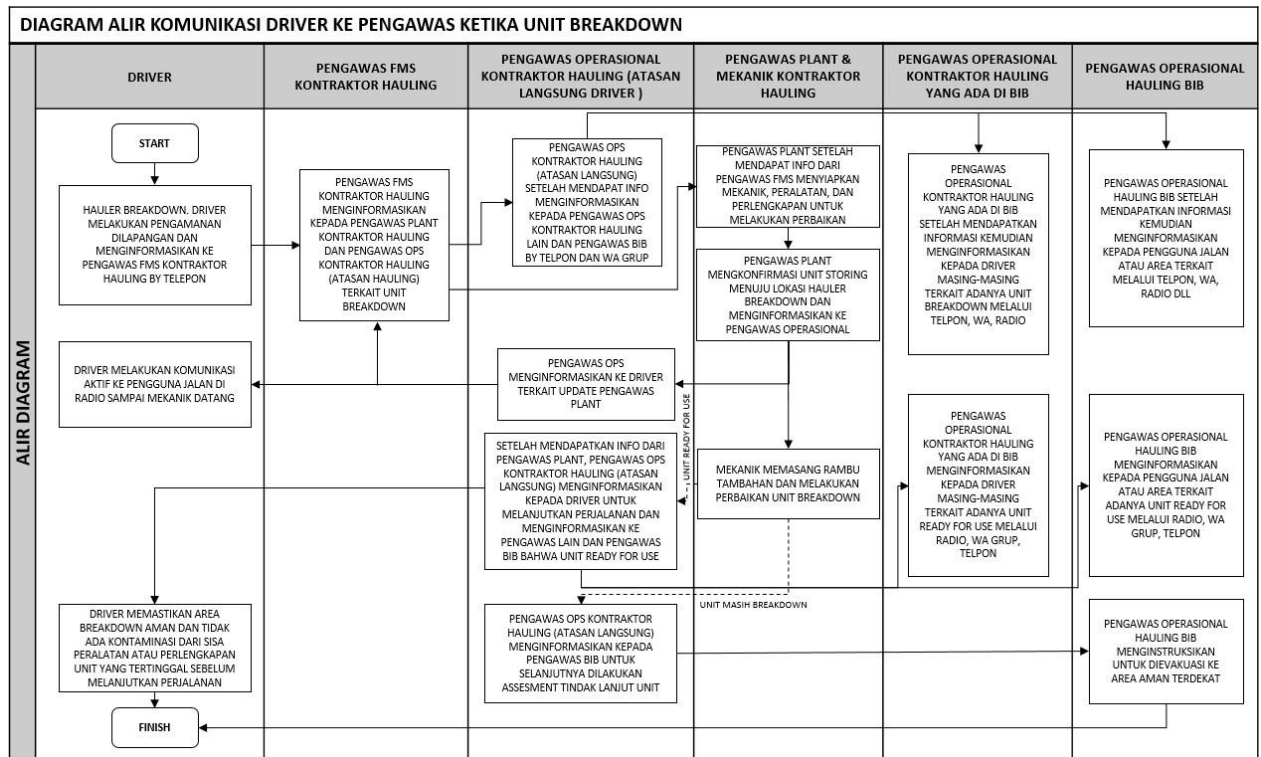 DIAGRAM ALIR KOMUNIKASI DRIVER KE PENGAWAS KETIKA UNIT BREAKDOWN
ALIR DIAGRAM
DRIVER
PENGAWAS FMS
KONTRAKTOR HAULING
PENGAWAS OPERASIONAL
KONTRAKTOR HAULING (ATASAN
LANGSUNG DRIVER )
PENGAWAS PLANT &
MEKANIK KONTRAKTOR
HAULING
PENGAWAS OPERASIONAL
KONTRAKTOR HAULING
YANG ADA DI BIB
PENGAWAS OPERASIONAL
HAULING BIB
START
HAULER BREAKDOWN. DRIVER
MELAKUKAN PENGAMANAN
DILAPANGAN DAN
MENGINFORMASIKAN KE
PENGAWAS FMS KONTRAKTOR
HAULING BY TELEPON
PENGAWAS FMS
KONTRAKTOR HAULING
MENGINFORMASIKAN
KEPADA PENGAWAS PLANT
KONTRAKTOR HAULING
DAN PENGAWAS OPS
KONTRAKTOR HAULING
(ATASAN HAULING)
TERKAIT UNIT
BREAKDOWN
PENGAWAS OPS
KONTRAKTOR HAULING
(ATASAN LANGSUNG)
SETELAH MENDAPAT INFO
MENGINFORMASIKAN
KEPADA PENGAWAS OPS
KONTRAKTOR HAULING
LAIN DAN PENGAWAS BIB
BY TELPON DAN WA GRUP
PENGAWAS PLANT SETELAH
MENDAPAT INFO DARI
PENGAWAS FMS MENYIAPKAN
MEKANIK, PERALATAN, DAN
PERLENGKAPAN UNTUK
MELAKUKAN PERBAIKAN
PENGAWAS PLANT
MENGKONFIRMASI UNIT STORING
MENUJU LOKASI HAULER
BREAKDOWN DAN
MENGINFORMASIKAN KE
PENGAWAS OPERASIONAL
PENGAWAS
OPERASIONAL
KONTRAKTOR HAULING
YANG ADA DI BIB
SETELAH MENDAPATKAN
INFORMASI KEMUDIAN
MENGINFORMASIKAN
KEPADA DRIVER
MASING-MASING
TERKAIT ADANYA UNIT
BREAKDOWN MELALUI
TELPON, WA, RADIO
PENGAWAS OPERASIONAL
HAULING BIB SETELAH
MENDAPATKAN INFORMASI
KEMUDIAN
MENGINFORMASIKAN
KEPADA PENGGUNA JALAN
ATAU AREA TERKAIT
MELALUI TELPON, WA,
RADIO DLL
DRIVER MELAKUKAN KOMUNIKASI
AKTIF KE PENGGUNA JALAN DI
RADIO SAMPAI MEKANIK DATANG
PENGAWAS OPS
MENGINFORMASIKAN KE DRIVER
TERKAIT UPDATE PENGAWAS
PLANT
UNIT READY FOR USE
SETELAH MENDAPATKAN INFO DARI
PENGAWAS PLANT, PENGAWAS OPS
KONTRAKTOR HAULING (ATASAN
LANGSUNG) MENGINFORMASIKAN
KEPADA DRIVER UNTUK
MELANJUTKAN PERJALANAN DAN
MENGINFORMASIKAN KE
PENGAWAS LAIN DAN PENGAWAS
BIB BAHWA UNIT READY FOR USE
MEKANIK MEMASANG RAMBU
TAMBAHAN DAN MELAKUKAN
PERBAIKAN UNIT BREAKDOWN
PENGAWAS
OPERASIONAL
KONTRAKTOR HAULING
YANG ADA DI BIB
MENGINFORMASIKAN
KEPADA DRIVER
MASING-MASING
TERKAIT ADANYA UNIT
READY FOR USE MELALUI
RADIO, WA GRUP,
TELPON
PENGAWAS OPERASIONAL
HAULING BIB
MENGINFORMASIKAN
KEPADA PENGGUNA JALAN
ATAU AREA TERKAIT
ADANYA UNIT READY FOR
USE MELALUI RADIO, WA
GRUP, TELPON
UNIT MASIH BREAKDOWN
DRIVER MEMASTIKAN AREA
BREAKDOWN AMAN DAN TIDAK
ADA KONTAMINASI DARI SISA
PERALATAN ATAU PERLENGKAPAN
UNIT YANG TERTINGGAL SEBELUM
MELANJUTKAN PERJALANAN
PENGAWAS OPS KONTRAKTOR
HAULING (ATASAN LANGSUNG)
MENGINFORMASIKAN KEPADA
PENGAWAS BIB UNTUK
SELANJUTNYA DILAKUKAN
ASSESMENT TINDAK LANJUT UNIT
PENGAWAS OPERASIONAL
HAULING BIB
MENGINSTRUKSIKAN
UNTUK DIEVAKUASI KE
AREA AMAN TERDEKAT
FINISH